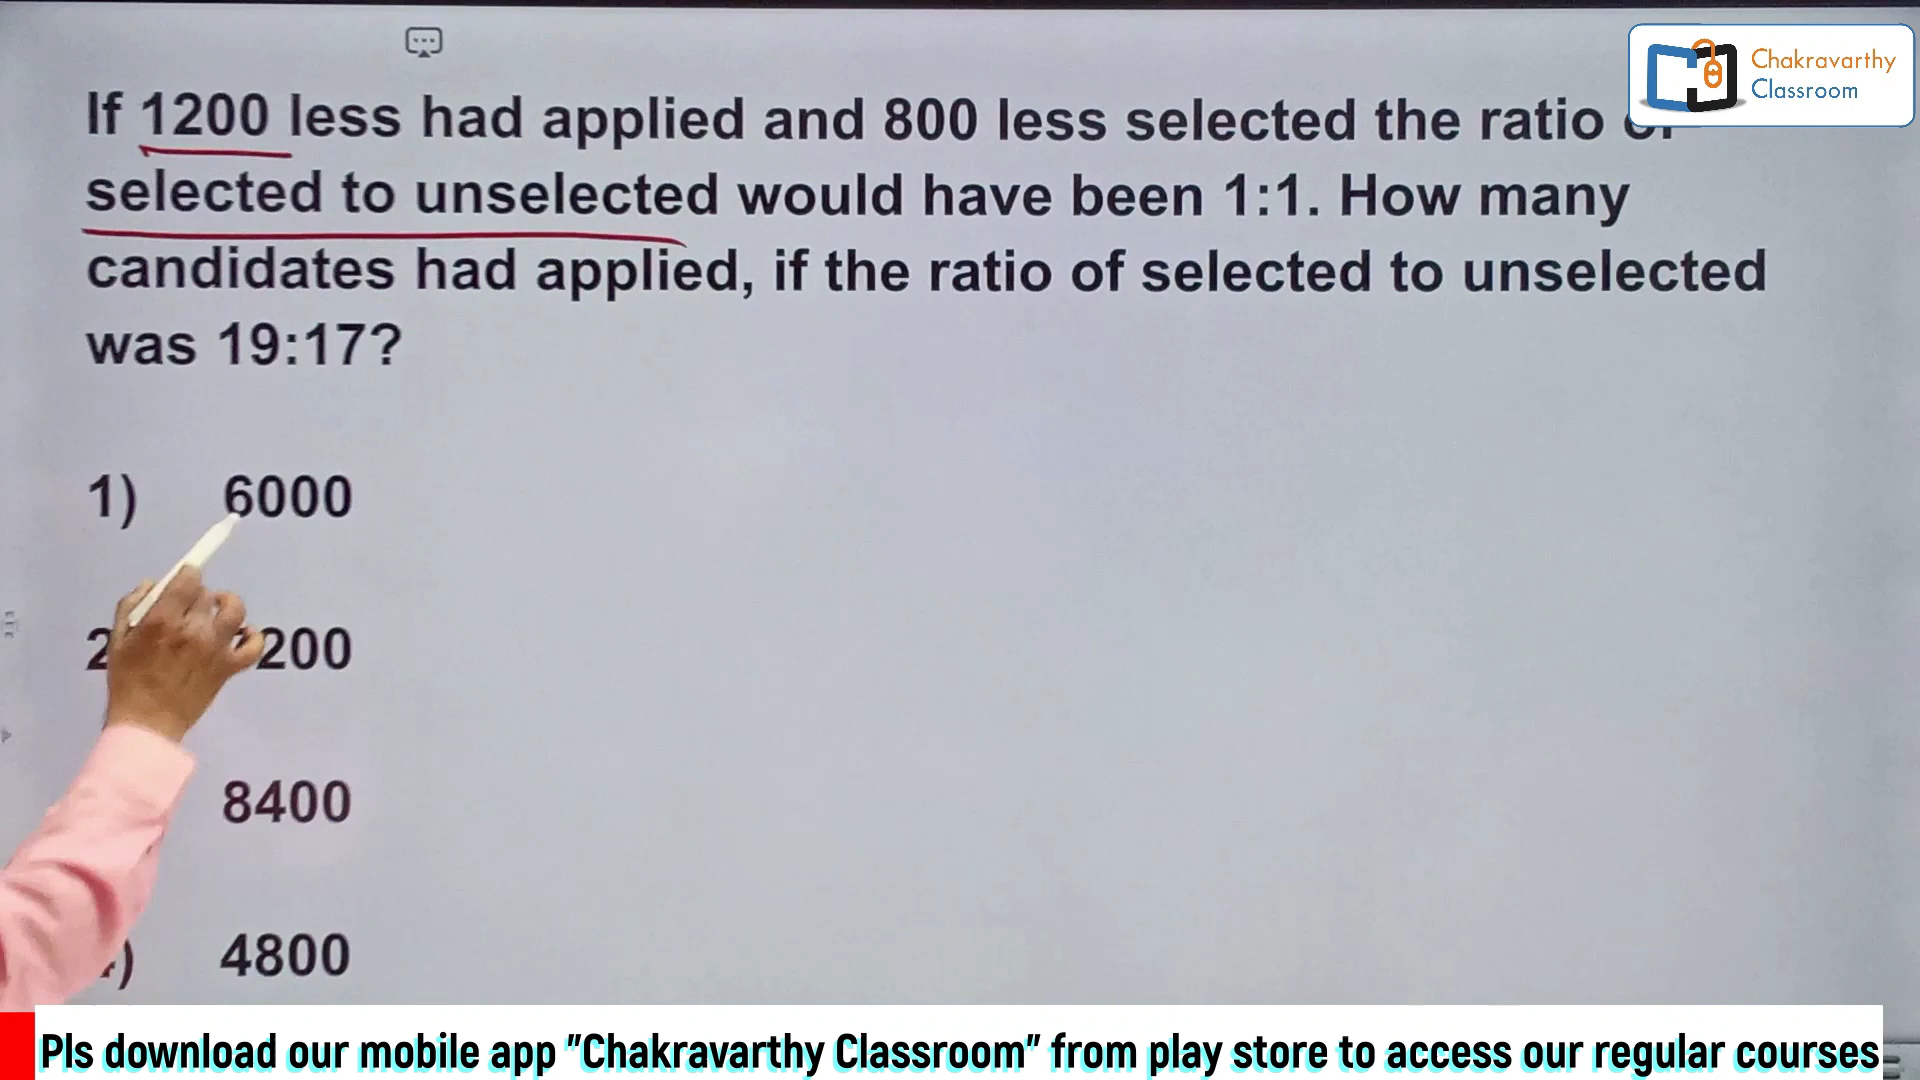 Chakravarthy
Classroom
If 1200 less had applied and 800 less selected the ratio
selected to unselected would have been 1:1. How many
candidates had applied, if the ratio of selected to unselected
was 19:17?
1) 6000
200
8400
) 4800
Pls download our mobile app "Chakravarthy Classroom" from play store to access our regular courses